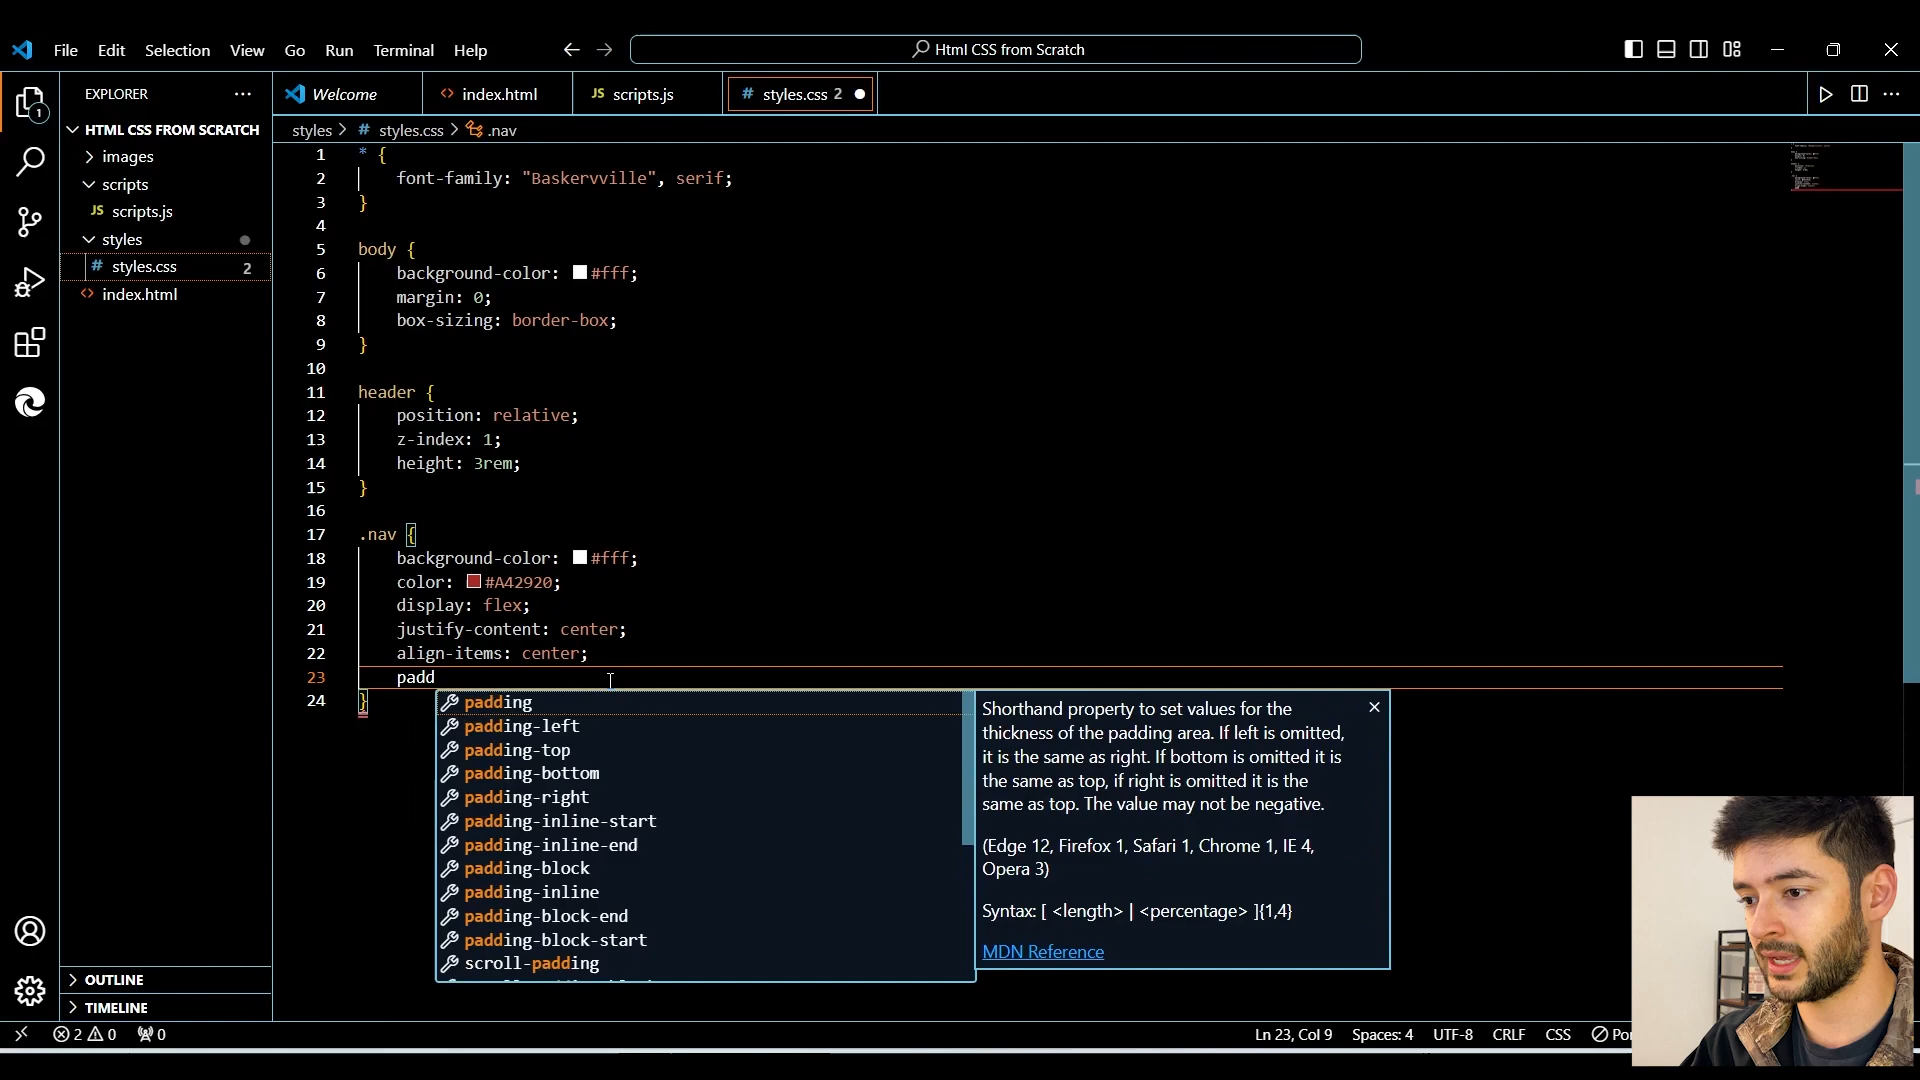 File Edit Selection View Go Run Terminal Help
Html CSS from Scratch
EXPLORER
Welcome
index.html
JS scripts.js
# styles.css 2
1
HTML CSS FROM SCRATCH
images
scripts
JS scripts.js
styles
# styles.css 2
index.html
styles > # styles.css > .nav
1 * {
2 font-family: "Baskervville", serif;
3 }
4
5 body {
6 background-color: #fff;
7 margin: 0;
8 box-sizing: border-box;
9 }
10
11 header {
12 position: relative;
13 z-index: 1;
14 height: 3rem;
15 }
16
17 .nav {
18 background-color: #fff;
19 color: #A42920;
20 display: flex;
21 justify-content: center;
22 align-items: center;
23 padd
24 }
padding
padding-left
padding-top
padding-bottom
padding-right
padding-inline-start
padding-inline-end
padding-block
padding-inline
padding-block-end
padding-block-start
scroll-padding
Shorthand property to set values for the
thickness of the padding area. If left is omitted,
it is the same as right. If bottom is omitted it is
the same as top, if right is omitted it is the
same as top. The value may not be negative.
(Edge 12, Firefox 1, Safari 1, Chrome 1, IE 4,
Opera 3)
Syntax: [ <length> | <percentage> ]{1,4}
MDN Reference
OUTLINE
TIMELINE
2 0 0
Ln 23, Col 9 Spaces: 4 UTF-8 CRLF CSS